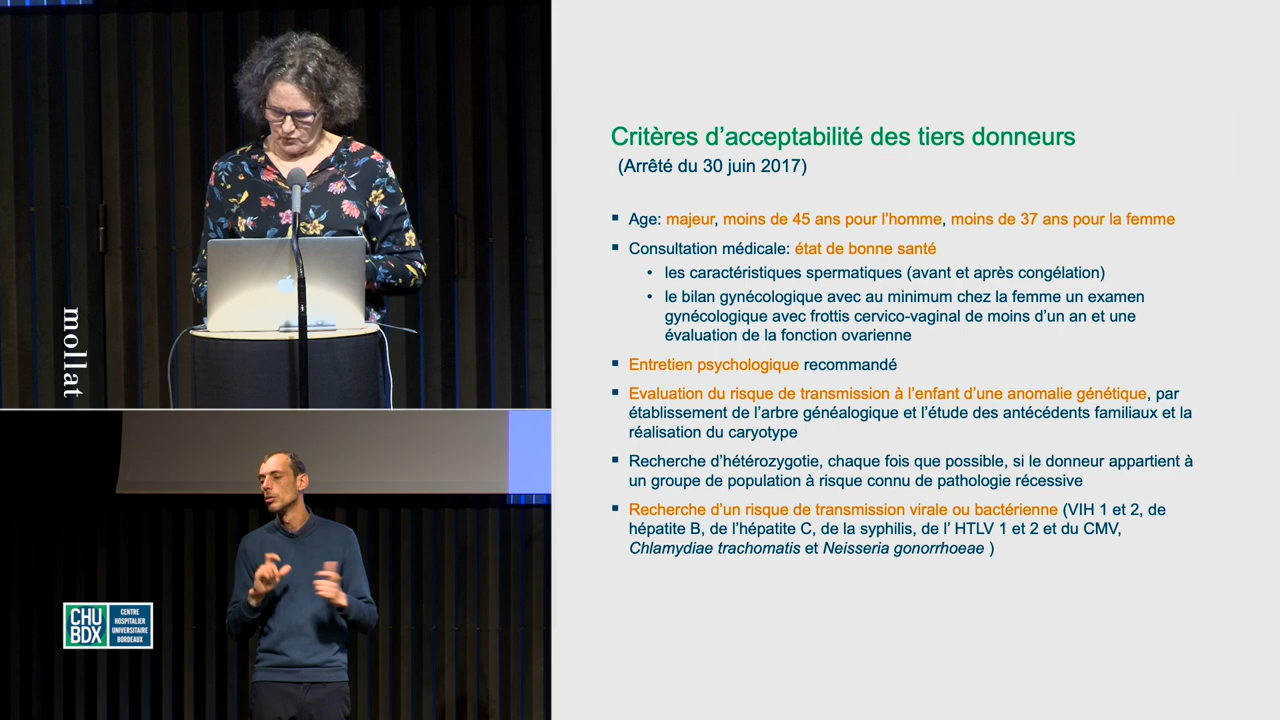 mollat
CHU
BDX
CENTRE
HOSPITALIER
UNIVERSITAIRE
BORDEAUX
Critères d’acceptabilité des tiers donneurs
(Arrêté du 30 juin 2017)
▪ Age: majeur, moins de 45 ans pour l’homme, moins de 37 ans pour la femme
▪ Consultation médicale: état de bonne santé
• les caractéristiques spermatiques (avant et après congélation)
• le bilan gynécologique avec au minimum chez la femme un examen
gynécologique avec frottis cervico-vaginal de moins d’un an et une
évaluation de la fonction ovarienne
▪ Entretien psychologique recommandé
▪ Evaluation du risque de transmission à l’enfant d’une anomalie génétique, par
établissement de l’arbre généalogique et l’étude des antécédents familiaux et la
réalisation du caryotype
▪ Recherche d’hétérozygotie, chaque fois que possible, si le donneur appartient à
un groupe de population à risque connu de pathologie récessive
▪ Recherche d’un risque de transmission virale ou bactérienne (VIH 1 et 2, de
hépatite B, de l’hépatite C, de la syphilis, de l’ HTLV 1 et 2 et du CMV,
Chlamydiae trachomatis et Neisseria gonorrhoeae )